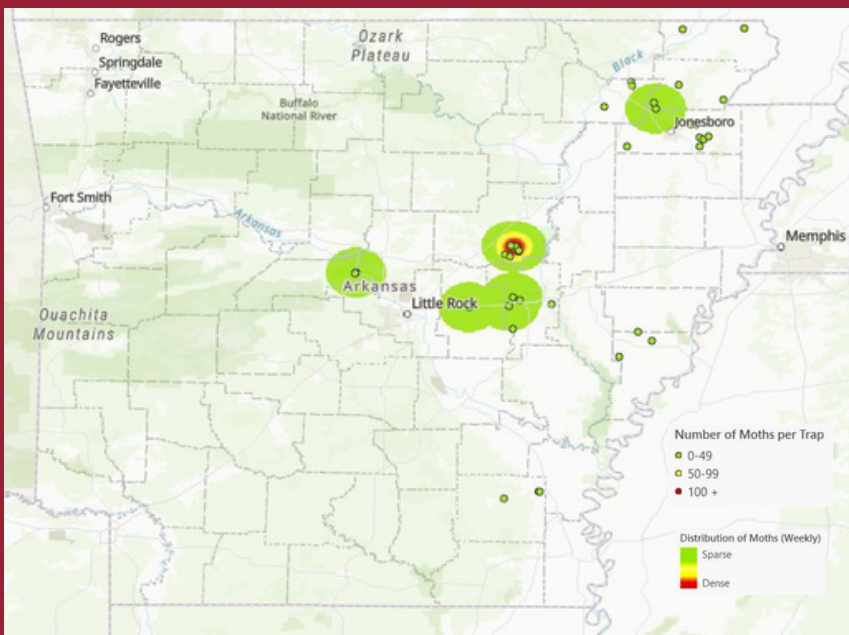 Ozark
Plateau
Rogers
Springdale
Fayetteville
Black
Buffalo
National River
Jonesboro
Fort Smith
Arkansas
Memphis
Arkansas
Little Rock
Ouachita
Mountains
Number of Moths per Trap
0-49
50-99
100 +
Distribution of Moths (Weekly)
Sparse
Dense